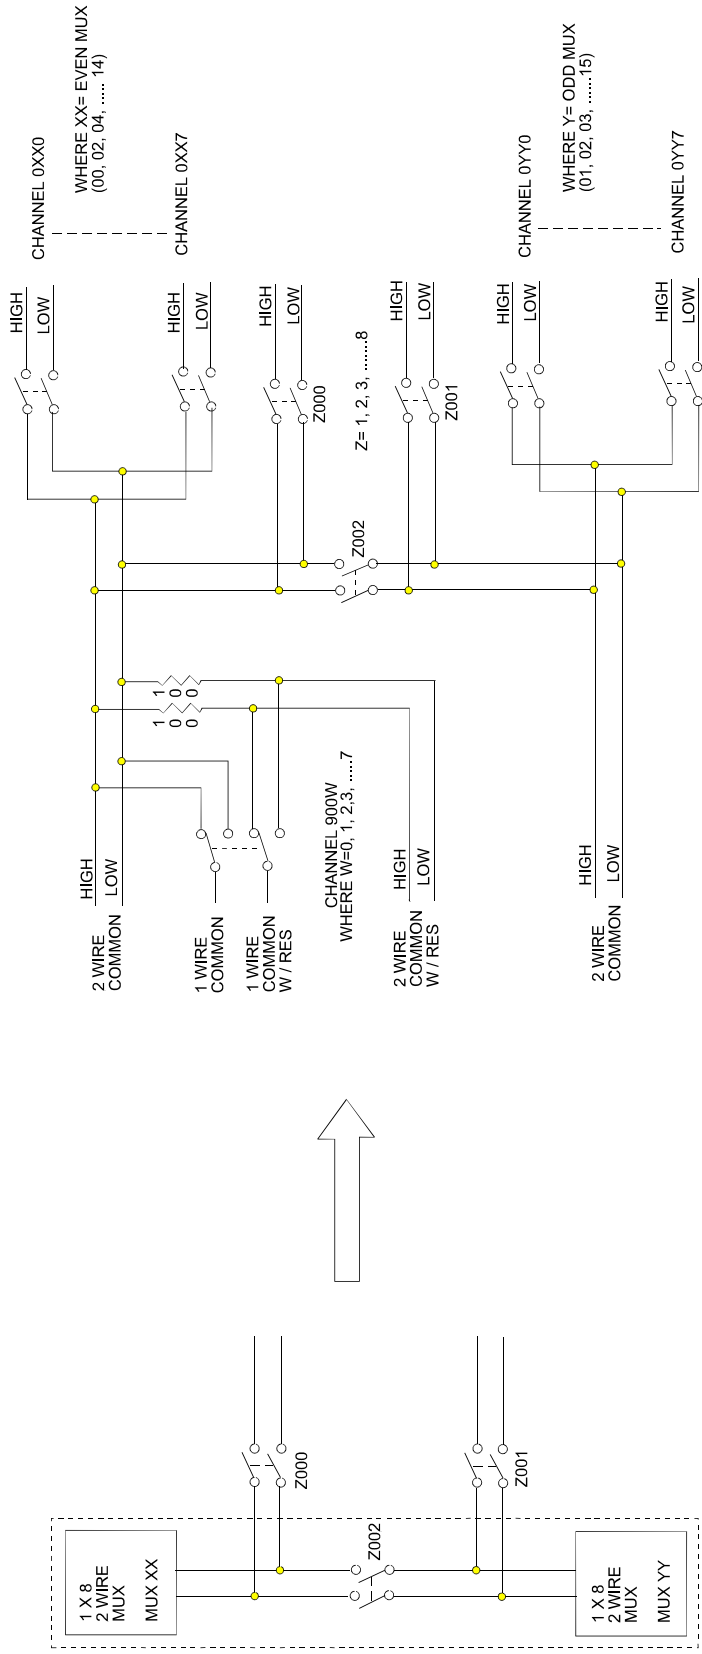 1 X 8
2 WIRE
MUX
MUX XX
Z000
Z002
Z001
1 X 8
2 WIRE
MUX
MUX YY
2 WIRE
COMMON
HIGH
LOW
1 WIRE
COMMON
1 WIRE
COMMON
W / RES
CHANNEL 900W
WHERE W=0, 1, 2,3, .....7
2 WIRE
COMMON
W / RES
HIGH
LOW
2 WIRE
COMMON
HIGH
LOW
100
100
Z002
Z000
Z= 1, 2, 3, ........8
Z001
HIGH
LOW
HIGH
LOW
HIGH
LOW
HIGH
LOW
HIGH
LOW
HIGH
LOW
CHANNEL 0XX0
CHANNEL 0XX7
WHERE XX= EVEN MUX
(00, 02, 04, ..... 14)
CHANNEL 0YY0
CHANNEL 0YY7
WHERE Y= ODD MUX
(01, 02, 03, ......15)